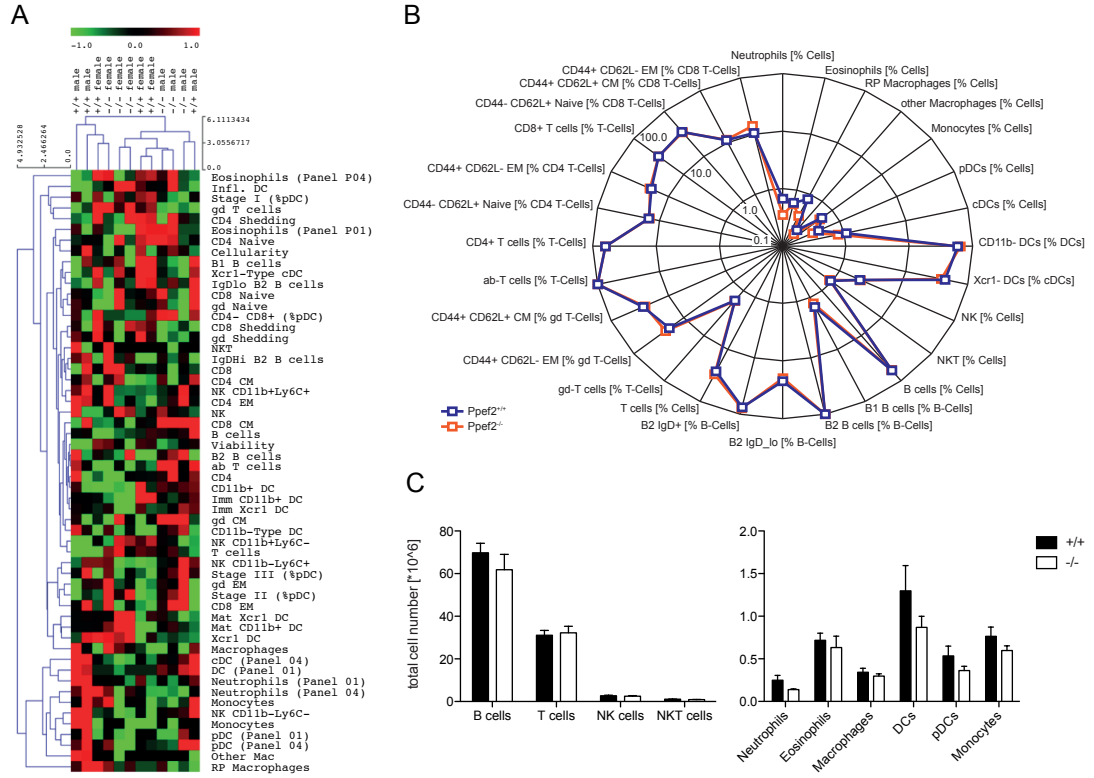 A
-1.0 0.0 1.0
+/+ male
+/+ male
+/+ female
-/- female
-/- female
-/- female
+/+ female
+/+ female
-/- male
-/- male
-/- male
+/+ male
4.932528
2.466264
0.0
6.1113434
3.0556717
0.0
Eosinophils (Panel P04)
Infl. DC
Stage I (%pDC)
gd T cells
CD4 Shedding
Eosinophils (Panel P01)
CD4 Naive
Cellularity
B1 B cells
Xcr1-Type cDC
IgDlo B2 B cells
CD8 Naive
gd Naive
CD4- CD8+ (%pDC)
CD8 Shedding
gd Shedding
NKT
IgDHi B2 B cells
CD8
CD4 CM
NK CD11b+Ly6C+
CD4 EM
NK
CD8 CM
B cells
Viability
B2 B cells
ab T cells
CD4
CD11b+ DC
Imm CD11b+ DC
Imm Xcr1 DC
gd CM
CD11b-Type DC
NK CD11b+Ly6C-
T cells
NK CD11b-Ly6C+
Stage III (%pDC)
gd EM
Stage II (%pDC)
CD8 EM
Mat Xcr1 DC
Mat CD11b+ DC
Xcr1 DC
Macrophages
cDC (Panel 04)
DC (Panel 01)
Neutrophils (Panel 01)
Neutrophils (Panel 04)
Monocytes
NK CD11b-Ly6C-
Monocytes
pDC (Panel 01)
pDC (Panel 04)
Other Mac
RP Macrophages
B
Neutrophils [% Cells]
Eosinophils [% Cells]
RP Macrophages [% Cells]
other Macrophages [% Cells]
Monocytes [% Cells]
pDCs [% Cells]
cDCs [% Cells]
CD11b- DCs [% DCs]
Xcr1- DCs [% cDCs]
NK [% Cells]
NKT [% Cells]
B cells [% Cells]
B1 B cells [% B-Cells]
B2 B cells [% B-Cells]
B2 IgD_lo [% B-Cells]
B2 IgD+ [% B-Cells]
T cells [% Cells]
gd-T cells [% T-Cells]
CD44+ CD62L- EM [% gd T-Cells]
CD44+ CD62L+ CM [% gd T-Cells]
ab-T cells [% T-Cells]
CD4+ T cells [% T-Cells]
CD44- CD62L+ Naive [% CD4 T-Cells]
CD44+ CD62L- EM [% CD4 T-Cells]
CD8+ T cells [% T-Cells]
CD44- CD62L+ Naive [% CD8 T-Cells]
CD44+ CD62L+ CM [% CD8 T-Cells]
CD44+ CD62L- EM [% CD8 T-Cells]
100.0
10.0
1.0
0.1
Ppef2+/+
Ppef2-/-
C
total cell number [*10^6]
80
60
40
20
0
B cells
T cells
NK cells
NKT cells
2.0
1.5
1.0
0.5
0.0
Neutrophils
Eosinophils
Macrophages
DCs
pDCs
Monocytes
+/+
-/-